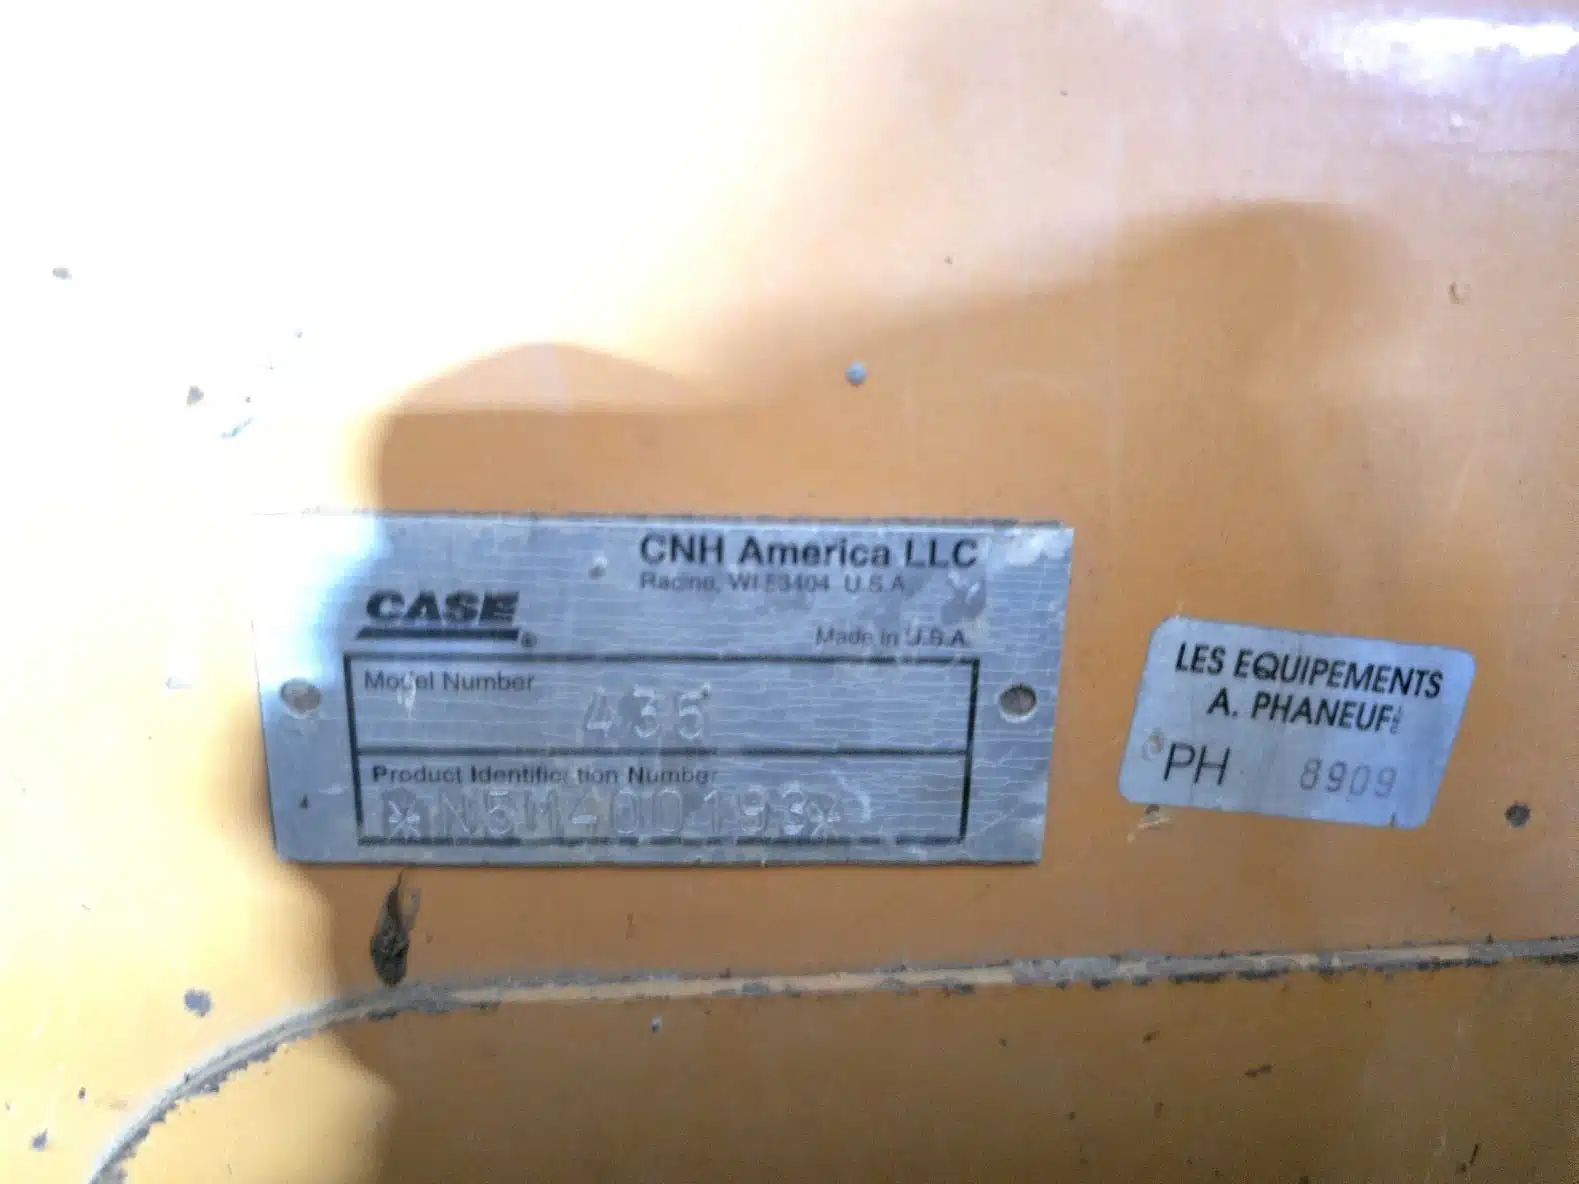 CNH America LLC
Racine, WI 53404 U.S.A.
CASE®
Made in U.S.A.
Model Number
435
Product Identification Number
*N5M400193*
LES EQUIPEMENTS
A. PHANEUF
PH 8909